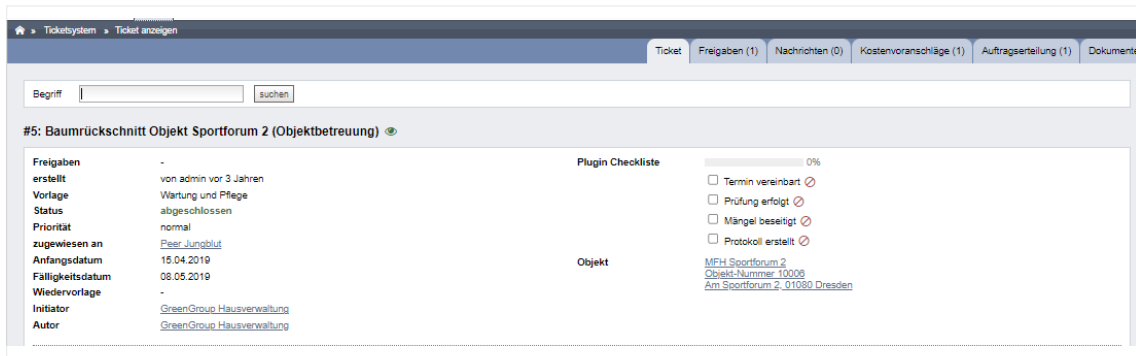 » Ticketsystem » Ticket anzeigen
Ticket Freigaben (1) Nachrichten (0) Kostenvoranschläge (1) Auftragserteilung (1) Dokumente
Begriff suchen
#5: Baumrückschnitt Objekt Sportforum 2 (Objektbetreuung)
Freigaben -
erstellt von admin vor 3 Jahren
Vorlage Wartung und Pflege
Status abgeschlossen
Priorität normal
zugewiesen an Peer Jungblut
Anfangsdatum 15.04.2019
Fälligkeitsdatum 08.05.2019
Wiedervorlage -
Initiator GreenGroup Hausverwaltung
Autor GreenGroup Hausverwaltung
Plugin Checkliste 0%
Termin vereinbart
Prüfung erfolgt
Mängel beseitigt
Protokoll erstellt
Objekt MFH Sportforum 2
Objekt-Nummer 10006
Am Sportforum 2, 01080 Dresden